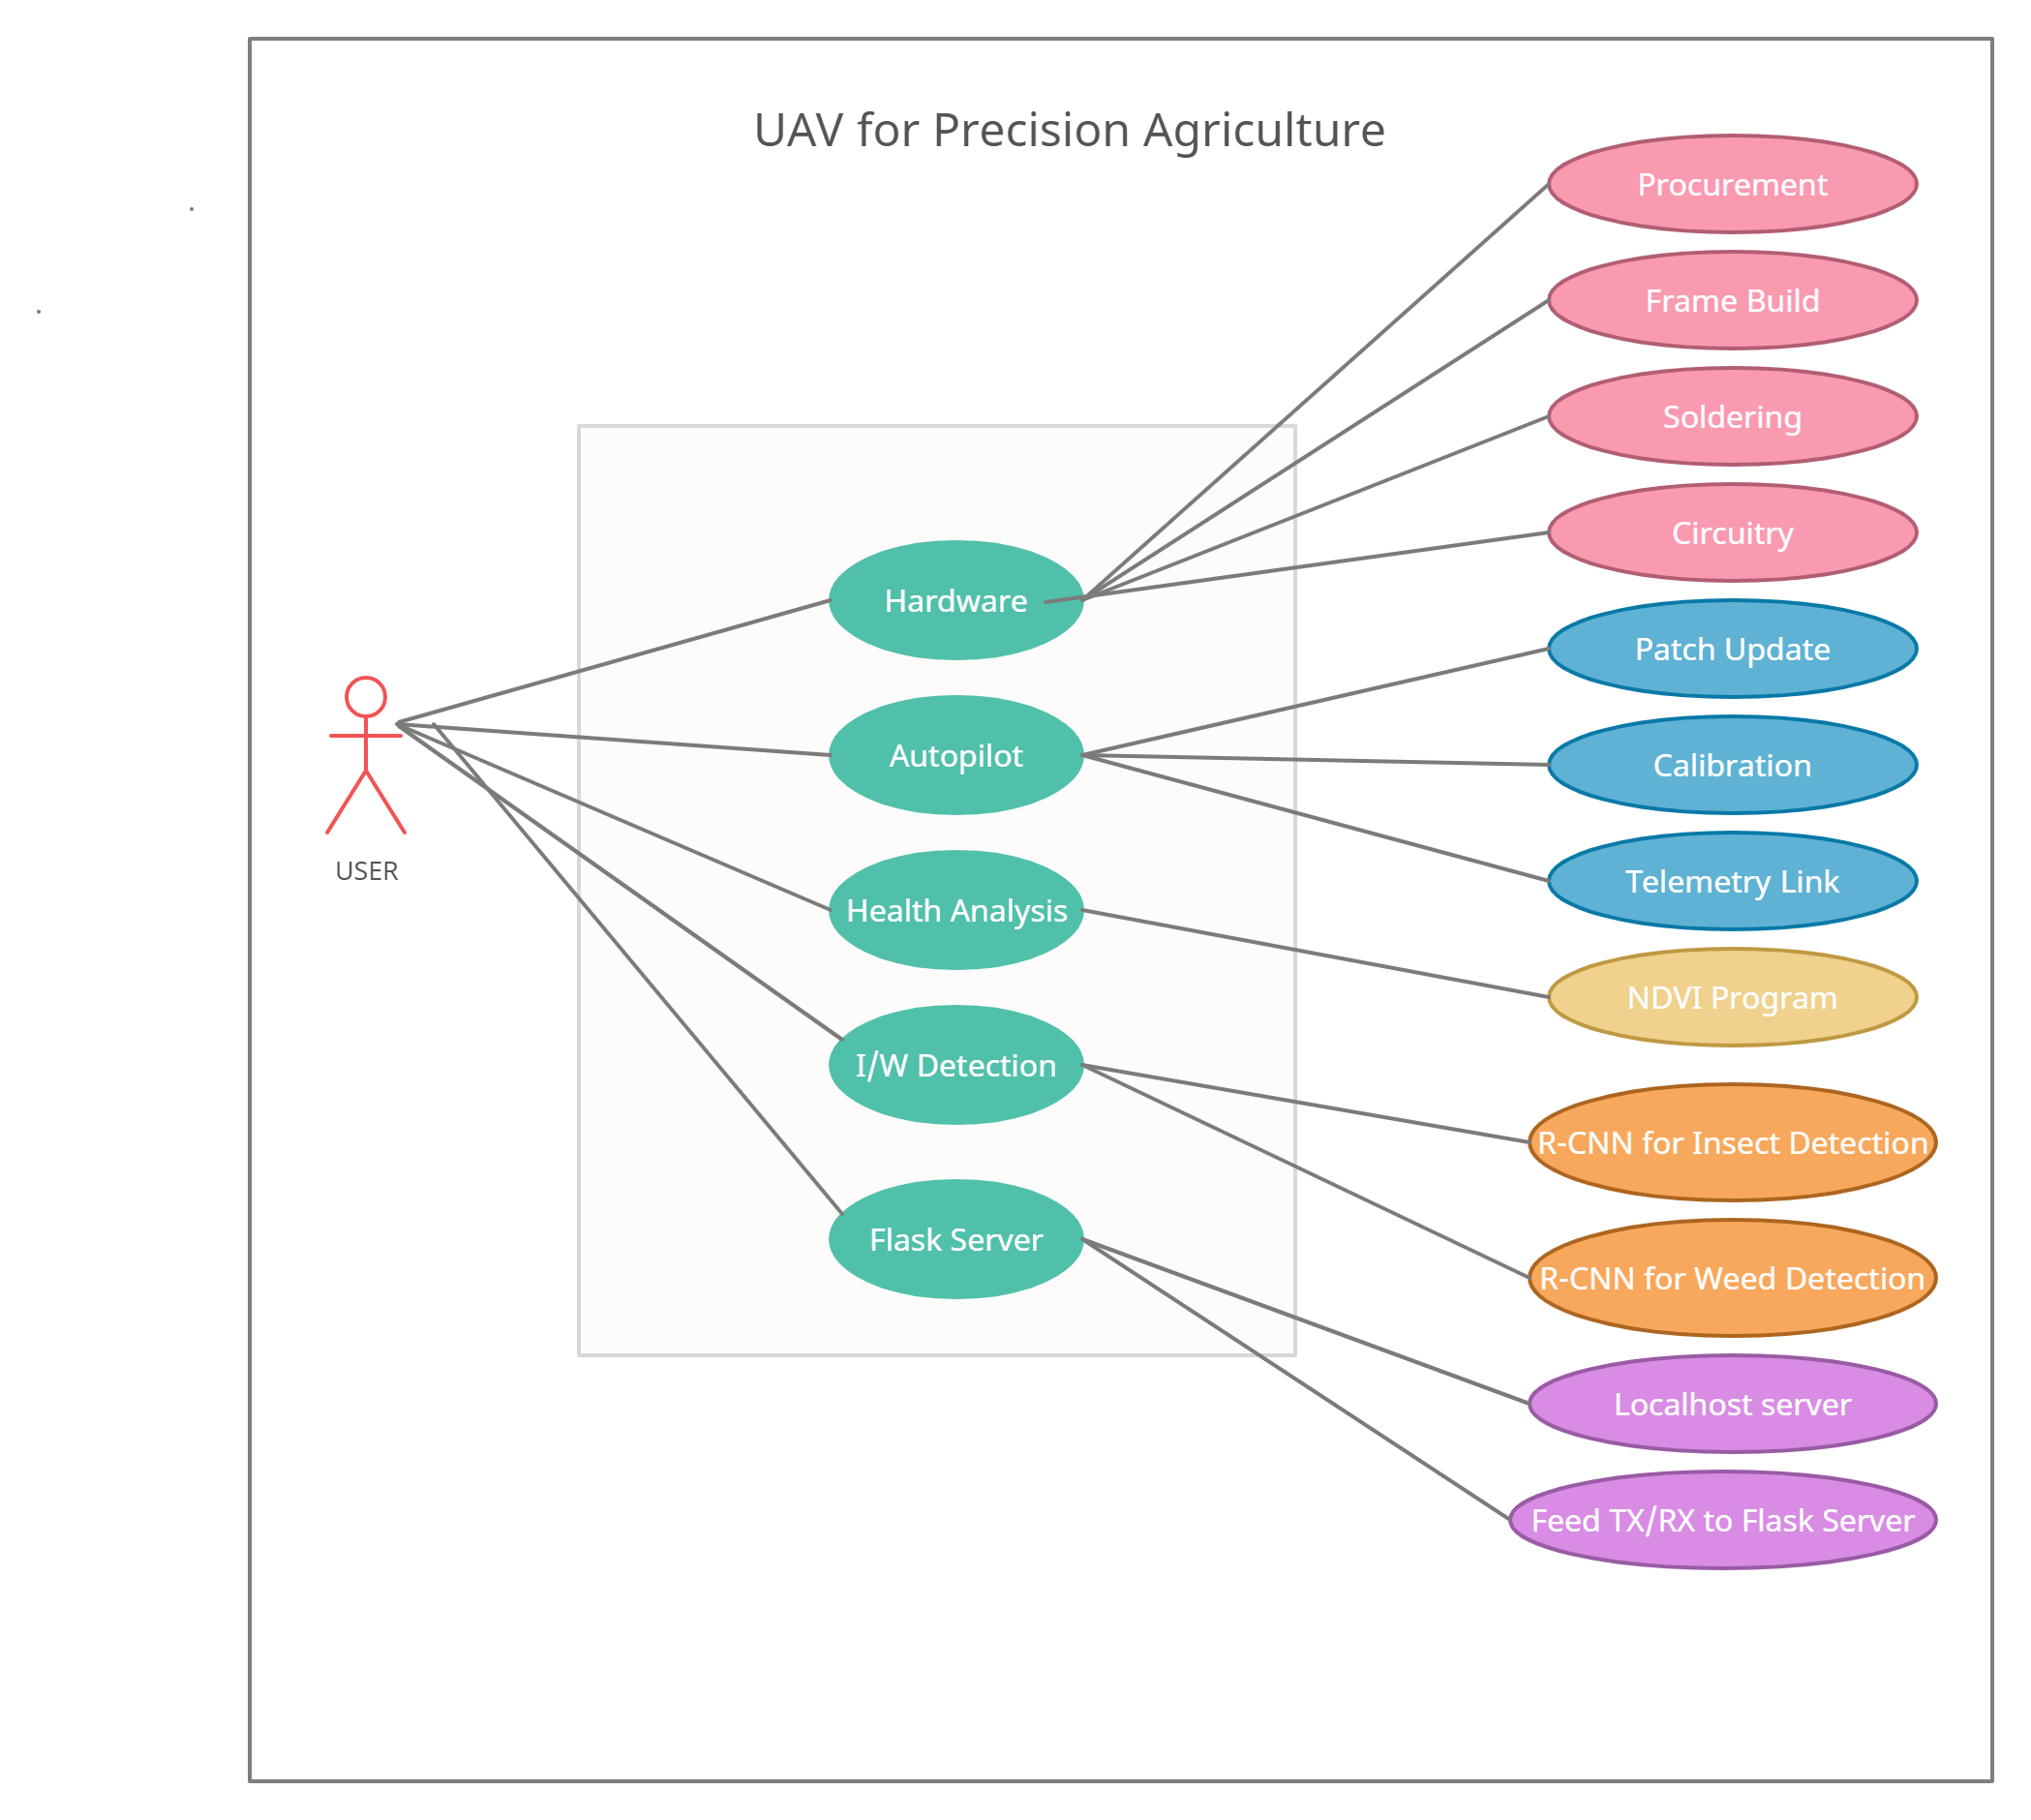 UAV for Precision Agriculture
Procurement
Frame Build
Soldering
Circuitry
Hardware
Patch Update
Autopilot
Calibration
USER
Telemetry Link
Health Analysis
NDVI Program
I/W Detection
R-CNN for Insect Detection
Flask Server
R-CNN for Weed Detection
Localhost server
Feed TX/RX to Flask Server